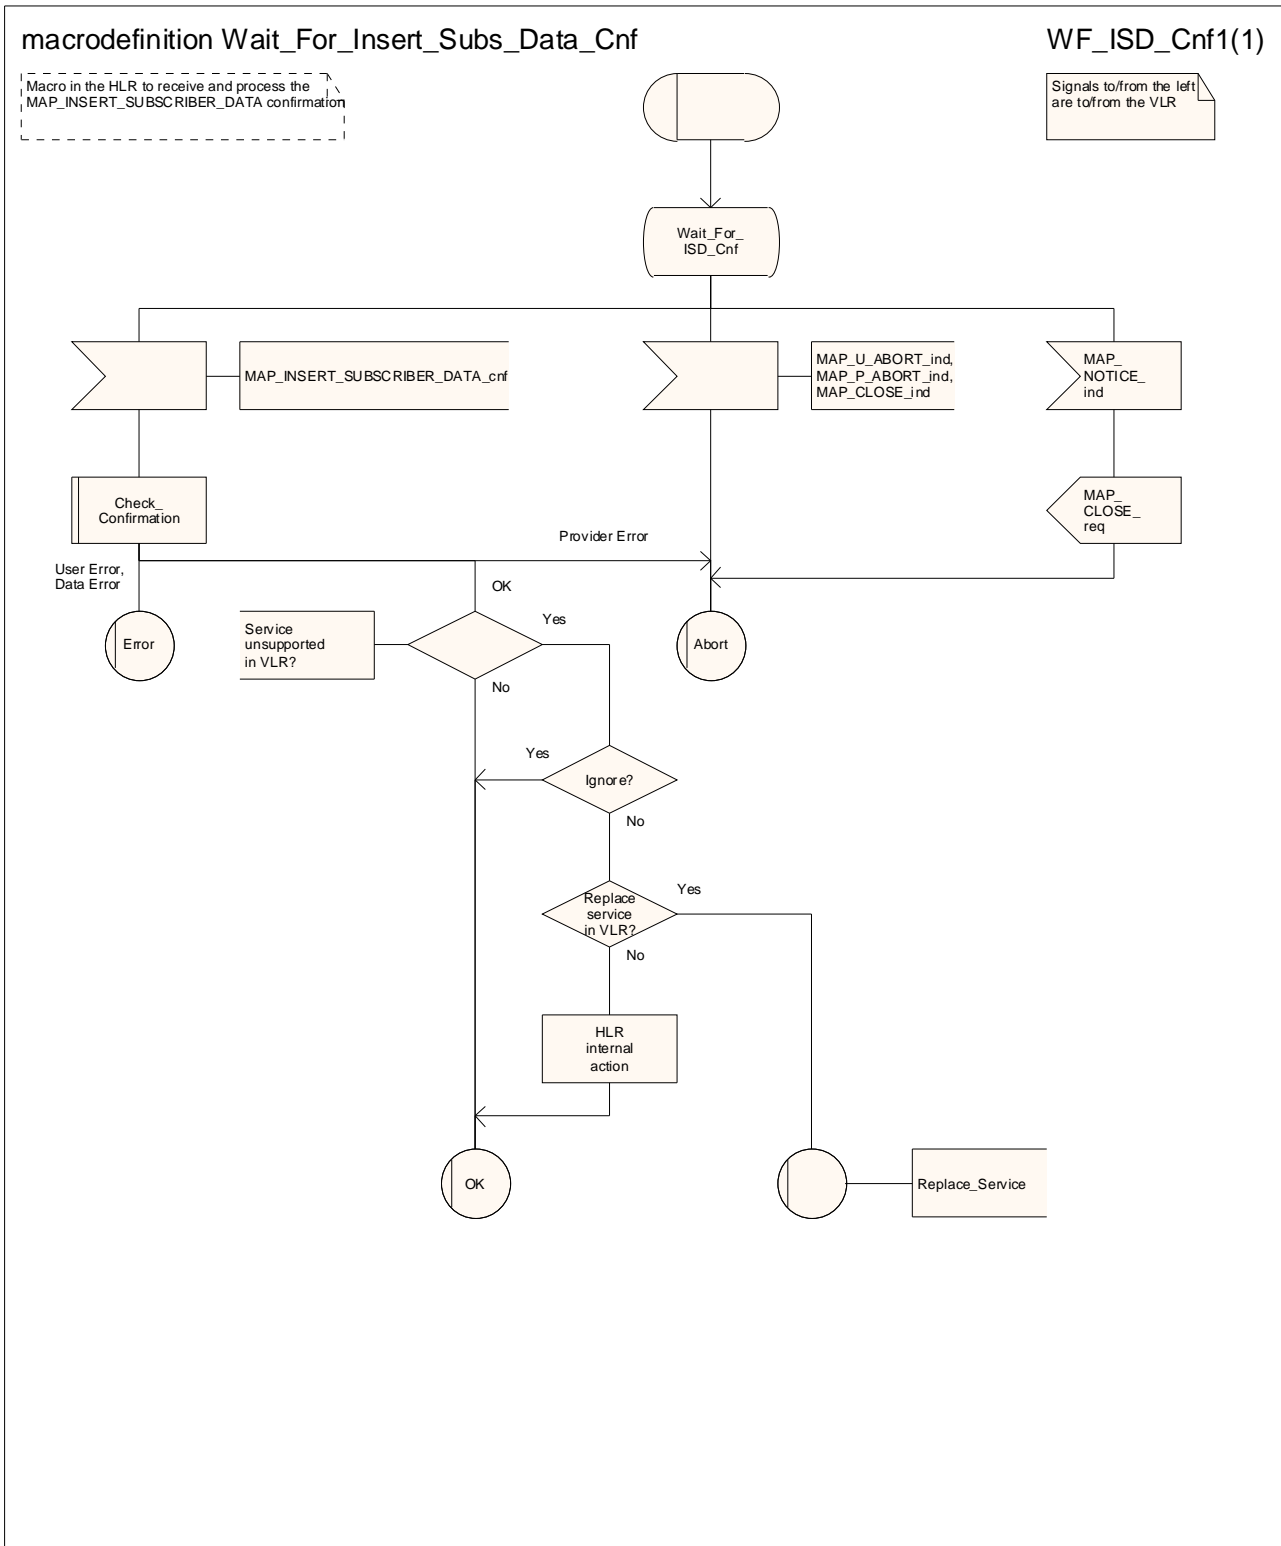 macrodefinition Wait_For_Insert_Subs_Data_Cnf
WF_ISD_Cnf1(1)
Macro in the HLR to receive and process the
MAP_INSERT_SUBSCRIBER_DATA confirmation
Signals to/from the left
are to/from the VLR
Wait_For_
ISD_Cnf
MAP_INSERT_SUBSCRIBER_DATA_cnf
MAP_U_ABORT_ind,
MAP_P_ABORT_ind,
MAP_CLOSE_ind
MAP_
NOTICE_
ind
Check_
Confirmation
MAP_
CLOSE_
req
Provider Error
User Error,
Data Error
OK
Error
Service
unsupported
in VLR?
Yes
No
Abort
Yes
Ignore?
No
Replace
service
in VLR?
Yes
No
HLR
internal
action
OK
Replace_Service